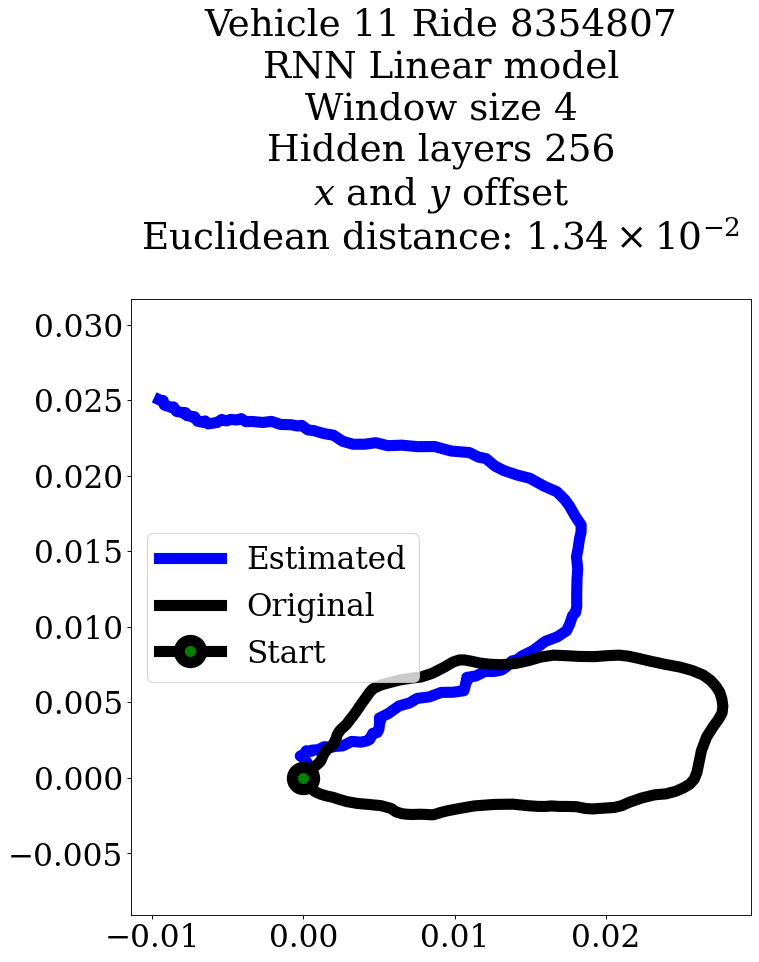 Vehicle 11 Ride 8354807
RNN Linear model
Window size 4
Hidden layers 256
x and y offset
Euclidean distance: 1.34 × 10⁻²
0.030
0.025
0.020
0.015
0.010
0.005
0.000
−0.005
Estimated
Original
Start
−0.01 0.00 0.01 0.02